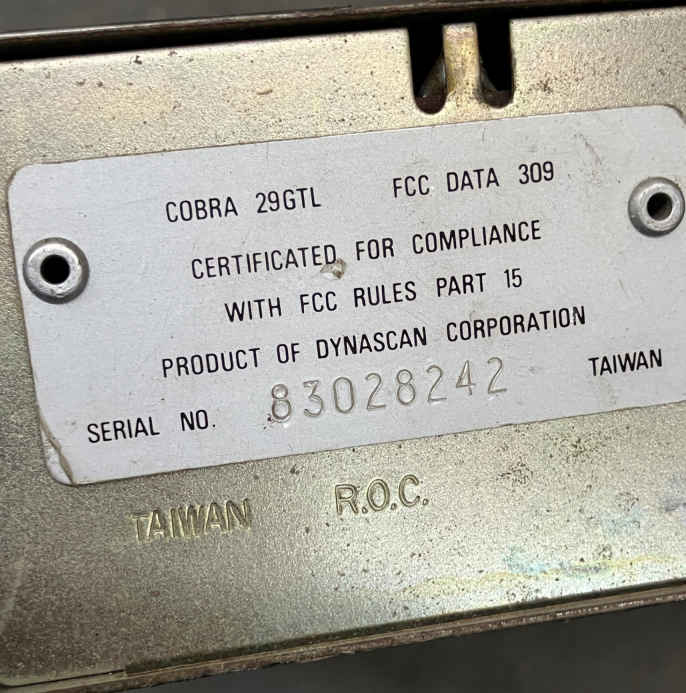 COBRA 29GTL FCC DATA 309
CERTIFICATED FOR COMPLIANCE
WITH FCC RULES PART 15
PRODUCT OF DYNASCAN CORPORATION
SERIAL NO. 83028242 TAIWAN
TAIWAN R.O.C.